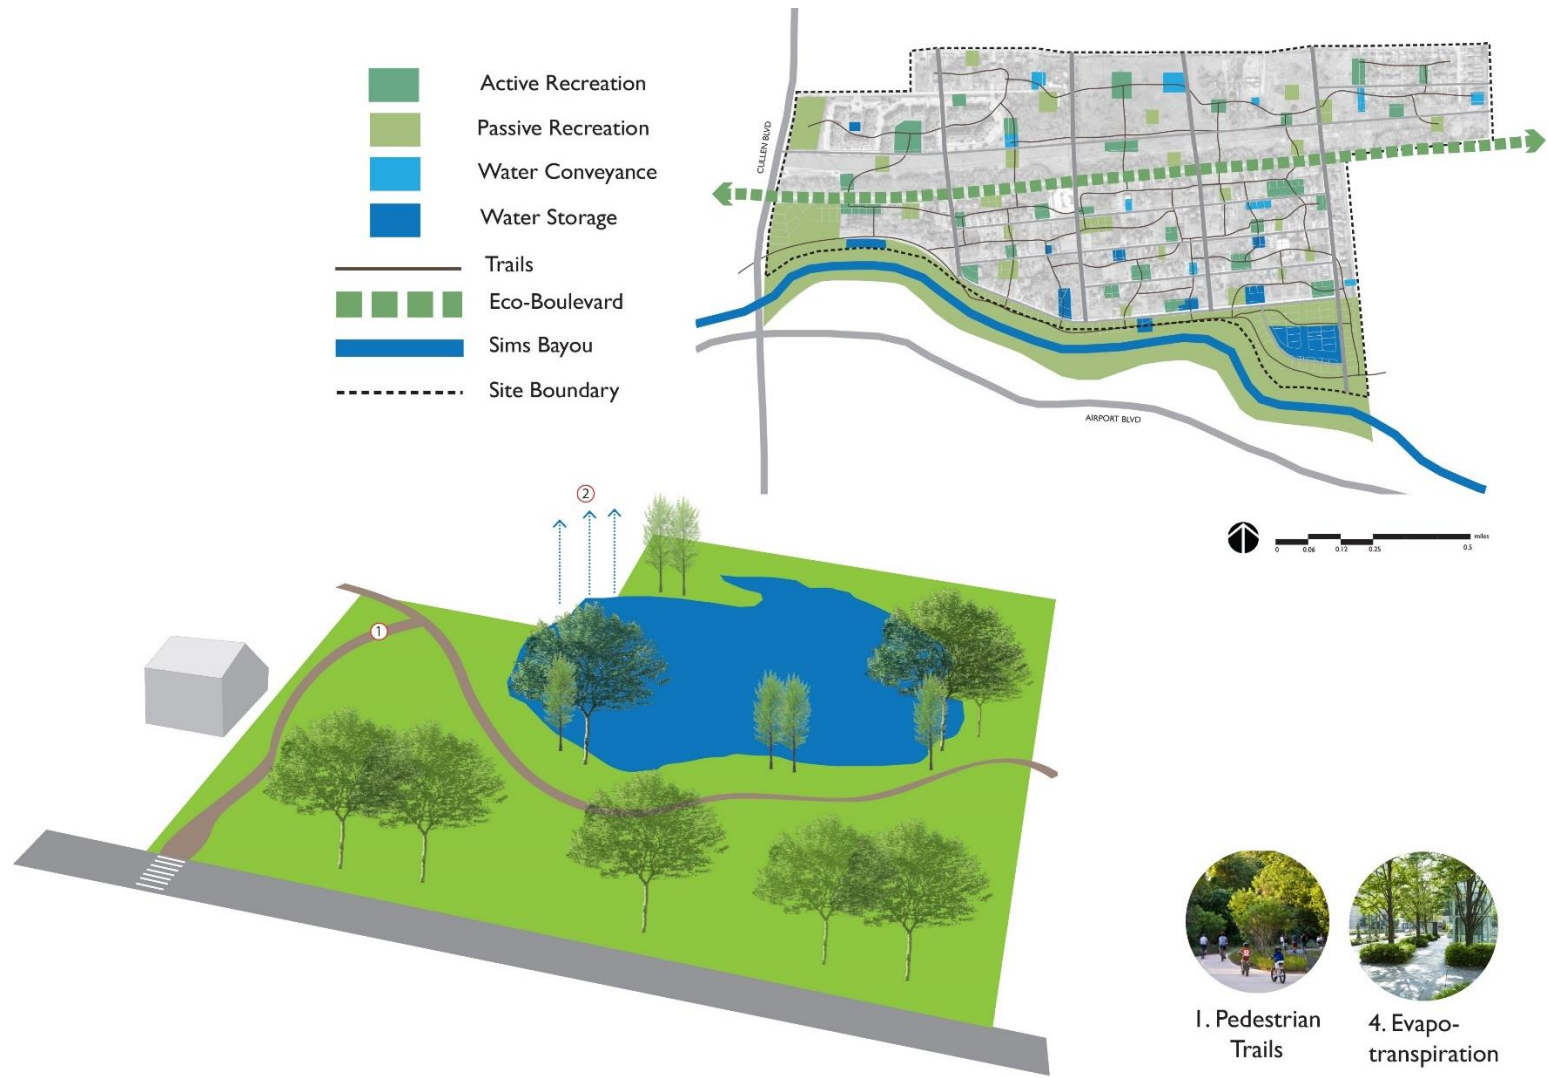 Active Recreation
Passive Recreation
Water Conveyance
Water Storage
Trails
Eco-Boulevard
Sims Bayou
Site Boundary
CULLEN BLVD
AIRPORT BLVD
miles
0 0.06 0.12 0.25 0.5
2
1
1. Pedestrian
Trails
4. Evapo-
transpiration